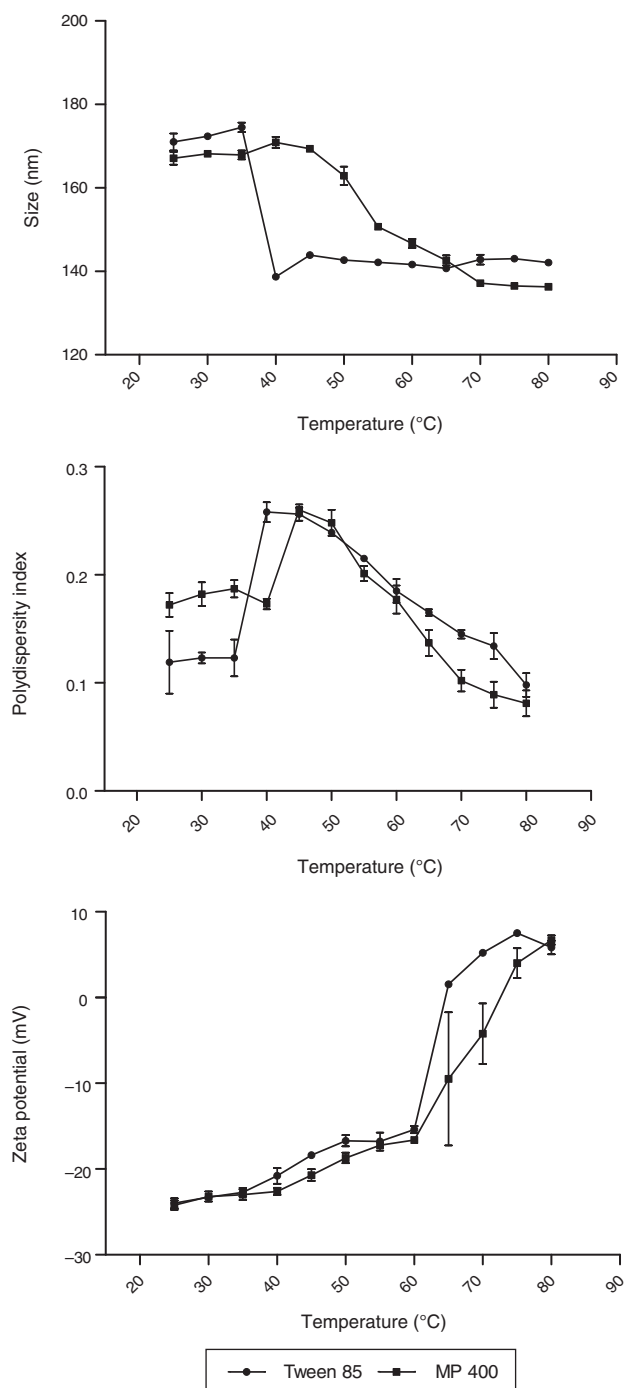 200
180
160
140
120
Size (nm)
20 30 40 50 60 70 80 90
Temperature (°C)
0.3
0.2
0.1
0.0
Polydispersity index
20 30 40 50 60 70 80 90
Temperature (°C)
10
0
−10
−20
−30
Zeta potential (mV)
20 30 40 50 60 70 80 90
Temperature (°C)
Tween 85 MP 400